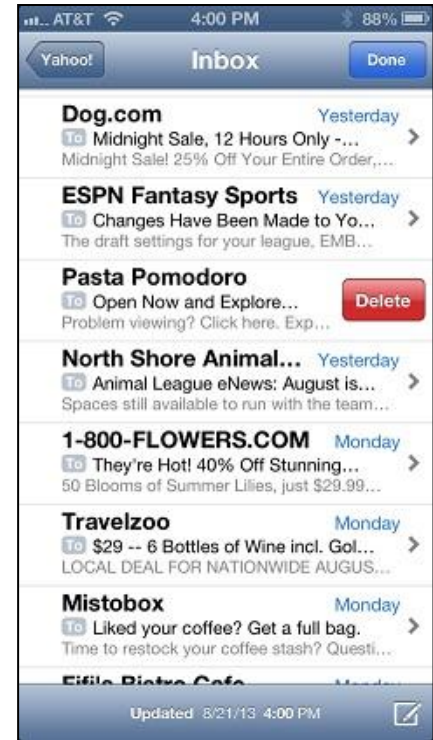 AT&T 4:00 PM 88%
Yahoo! Inbox Done
Dog.com Yesterday
To Midnight Sale, 12 Hours Only -...
Midnight Sale! 25% Off Your Entire Order,...
ESPN Fantasy Sports Yesterday
To Changes Have Been Made to Yo...
The draft settings for your league, EMB...
Pasta Pomodoro
To Open Now and Explore...
Delete
Problem viewing? Click here. Exp...
North Shore Animal... Yesterday
To Animal League eNews: August is...
Spaces still available to run with the team...
1-800-FLOWERS.COM Monday
To They're Hot! 40% Off Stunning...
50 Blooms of Summer Lilies, just $29.99...
Travelzoo Monday
To $29 -- 6 Bottles of Wine incl. Gol...
LOCAL DEAL FOR NATIONWIDE AUGUS...
Mistobox Monday
To Liked your coffee? Get a full bag.
Time to restock your coffee stash? Questi...
Fifi's Bistro Cafe Monday
Updated 8/21/13 4:00 PM